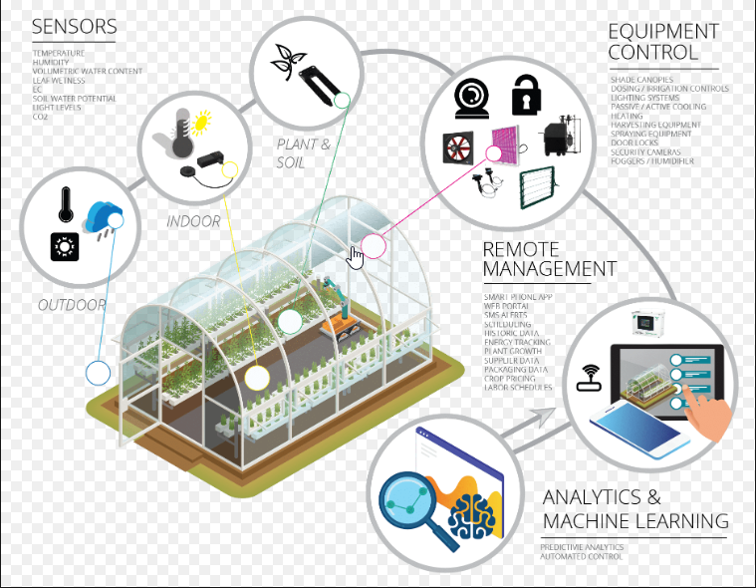 SENSORS
TEMPERATURE
HUMIDITY
VOLUMETRIC WATER CONTENT
LEAF WETNESS
EC
SOIL WATER POTENTIAL
LIGHT LEVELS
CO2
PLANT &
SOIL
INDOOR
OUTDOOR
EQUIPMENT
CONTROL
SHADE CANOPIES
DOSING / IRRIGATION CONTROLS
LIGHTING SYSTEMS
PASSIVE / ACTIVE COOLING
HEATING
HARVESTING EQUIPMENT
SPRAYING EQUIPMENT
DOOR LOCKS
SECURITY CAMERAS
FOGGERS / HUMIDIFIER
REMOTE
MANAGEMENT
SMART PHONE APP
WEB PORTAL
SMS ALERTS
SCHEDULING
HISTORIC DATA
ENERGY TRACKING
PLANT GROWTH
SUPPLIER DATA
PACKAGING DATA
CROP PRICING
LABOR SCHEDULES
ANALYTICS &
MACHINE LEARNING
PREDICTIVE ANALYTICS
AUTOMATED CONTROL